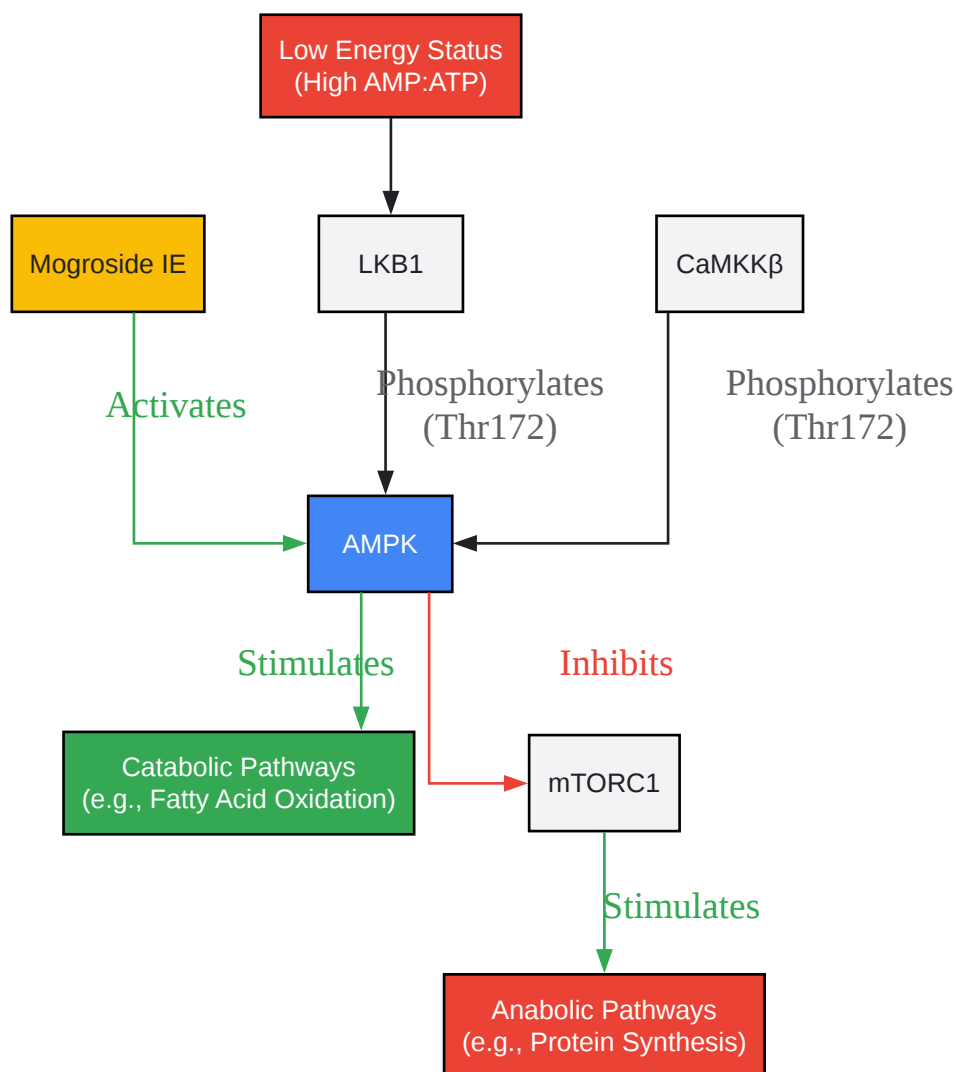 Low Energy Status
(High AMP:ATP)
Mogroside IE
LKB1
CaMKKβ
Activates
Phosphorylates
(Thr172)
Phosphorylates
(Thr172)
AMPK
Stimulates
Inhibits
Catabolic Pathways
(e.g., Fatty Acid Oxidation)
mTORC1
Stimulates
Anabolic Pathways
(e.g., Protein Synthesis)